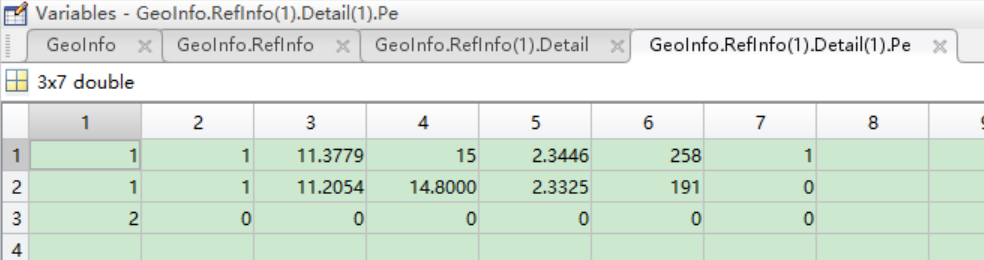 Variables - GeoInfo.RefInfo(1).Detail(1).Pe
GeoInfo GeoInfo.RefInfo GeoInfo.RefInfo(1).Detail GeoInfo.RefInfo(1).Detail(1).Pe
3x7 double
1 2 3 4 5 6 7 8 9
1 1 1 11.3779 15 2.3446 258 1
2 1 1 11.2054 14.8000 2.3325 191 0
3 2 0 0 0 0 0 0
4